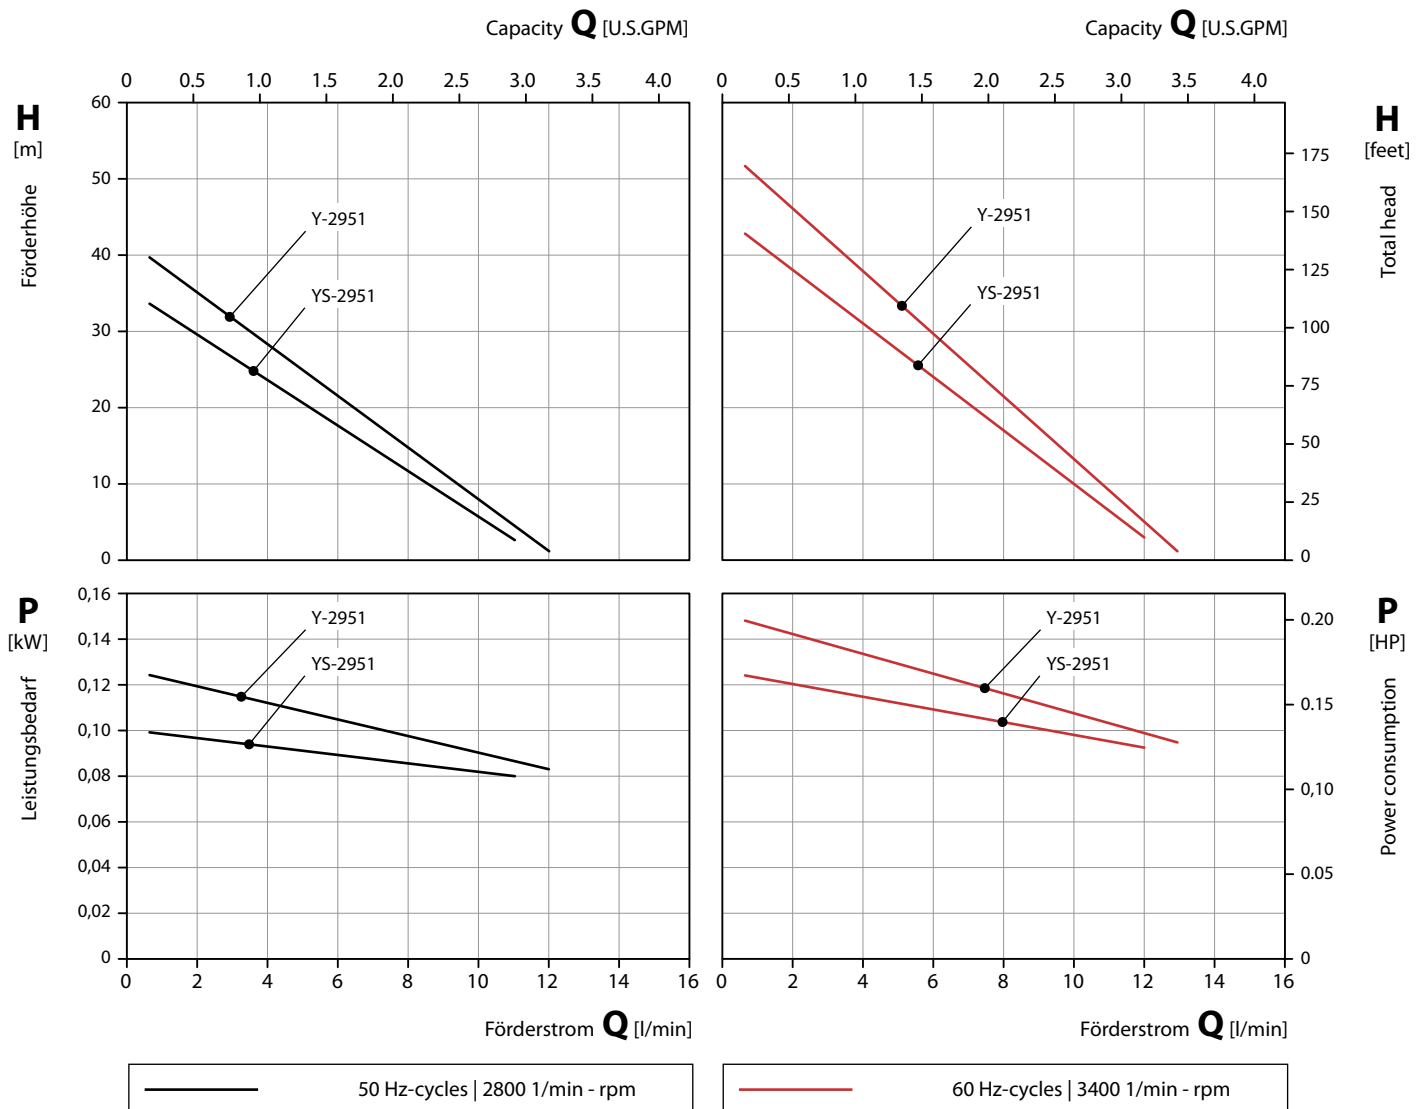 Capacity Q [U.S.GPM]
Capacity Q [U.S.GPM]
0 0.5 1.0 1.5 2.0 2.5 3.0 3.5 4.0
0 0.5 1.0 1.5 2.0 2.5 3.0 3.5 4.0
H
[m]
Förderhöhe
60
50
40
30
20
10
0
Y-2951
YS-2951
Y-2951
YS-2951
H
[feet]
Total head
175
150
125
100
75
50
25
0
P
[kW]
Leistungsbedarf
0,16
0,14
0,12
0,10
0,08
0,06
0,04
0,02
0
Y-2951
YS-2951
Y-2951
YS-2951
P
[HP]
Power consumption
0.20
0.15
0,10
0.05
0
0 2 4 6 8 10 12 14 16
0 2 4 6 8 10 12 14 16
Förderstrom Q [l/min]
Förderstrom Q [l/min]
50 Hz-cycles | 2800 1/min - rpm
60 Hz-cycles | 3400 1/min - rpm